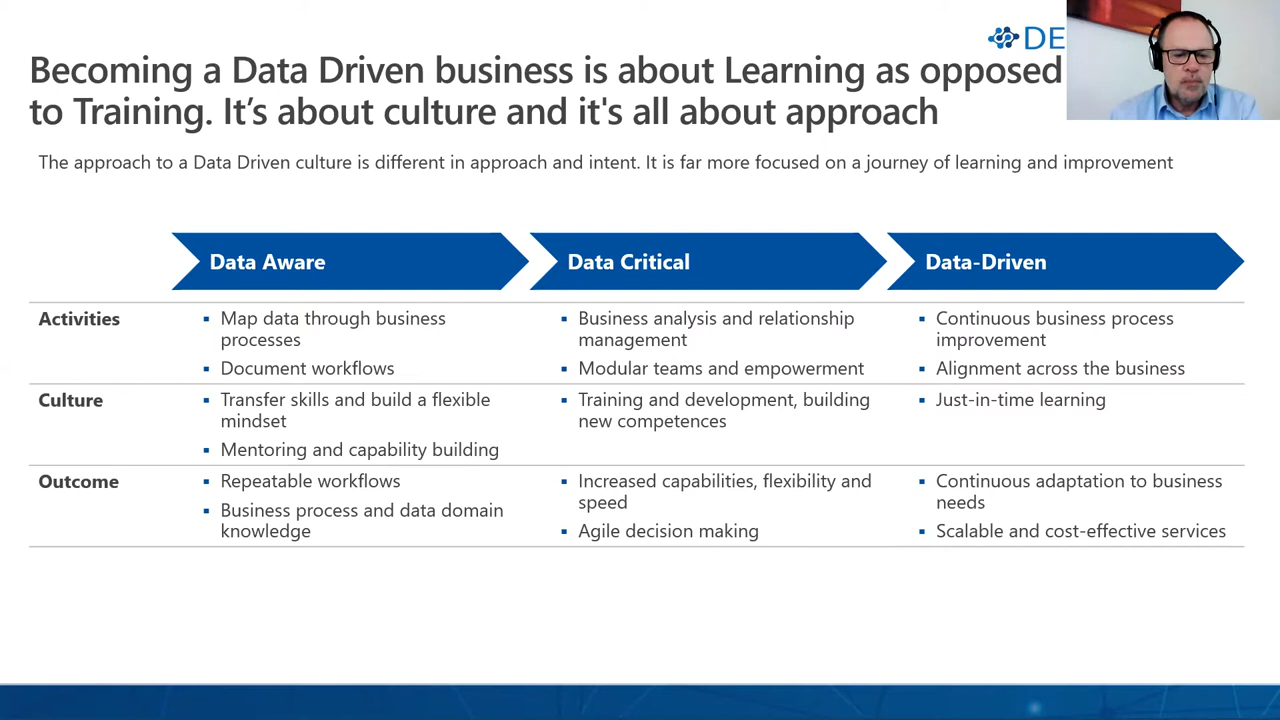 DE
Becoming a Data Driven business is about Learning as opposed
to Training. It’s about culture and it's all about approach
The approach to a Data Driven culture is different in approach and intent. It is far more focused on a journey of learning and improvement
Data Aware
Data Critical
Data-Driven
Activities
▪ Map data through business
processes
▪ Document workflows
▪ Business analysis and relationship
management
▪ Modular teams and empowerment
▪ Continuous business process
improvement
▪ Alignment across the business
Culture
▪ Transfer skills and build a flexible
mindset
▪ Mentoring and capability building
▪ Training and development, building
new competences
▪ Just-in-time learning
Outcome
▪ Repeatable workflows
▪ Business process and data domain
knowledge
▪ Increased capabilities, flexibility and
speed
▪ Agile decision making
▪ Continuous adaptation to business
needs
▪ Scalable and cost-effective services